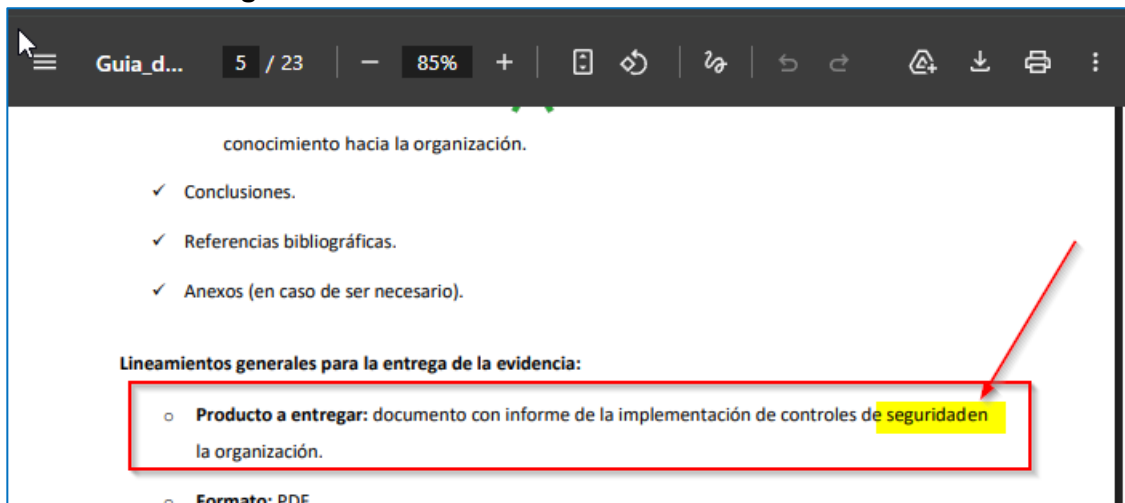 Guia_d... 5 / 23 85%
conocimiento hacia la organización.
✓ Conclusiones.
✓ Referencias bibliográficas.
✓ Anexos (en caso de ser necesario).
Lineamientos generales para la entrega de la evidencia:
○ Producto a entregar: documento con informe de la implementación de controles de seguridaden
la organización.
○ Formato: PDF